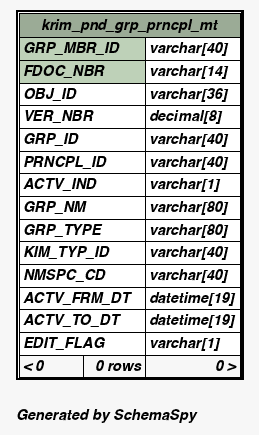 krim_pnd_grp_prncpl_mt
GRP_MBR_ID varchar[40]
FDOC_NBR varchar[14]
OBJ_ID varchar[36]
VER_NBR decimal[8]
GRP_ID varchar[40]
PRNCPL_ID varchar[40]
ACTV_IND varchar[1]
GRP_NM varchar[80]
GRP_TYPE varchar[80]
KIM_TYP_ID varchar[40]
NMSPC_CD varchar[40]
ACTV_FRM_DT datetime[19]
ACTV_TO_DT datetime[19]
EDIT_FLAG varchar[1]
< 0 0 rows 0 >
Generated by SchemaSpy